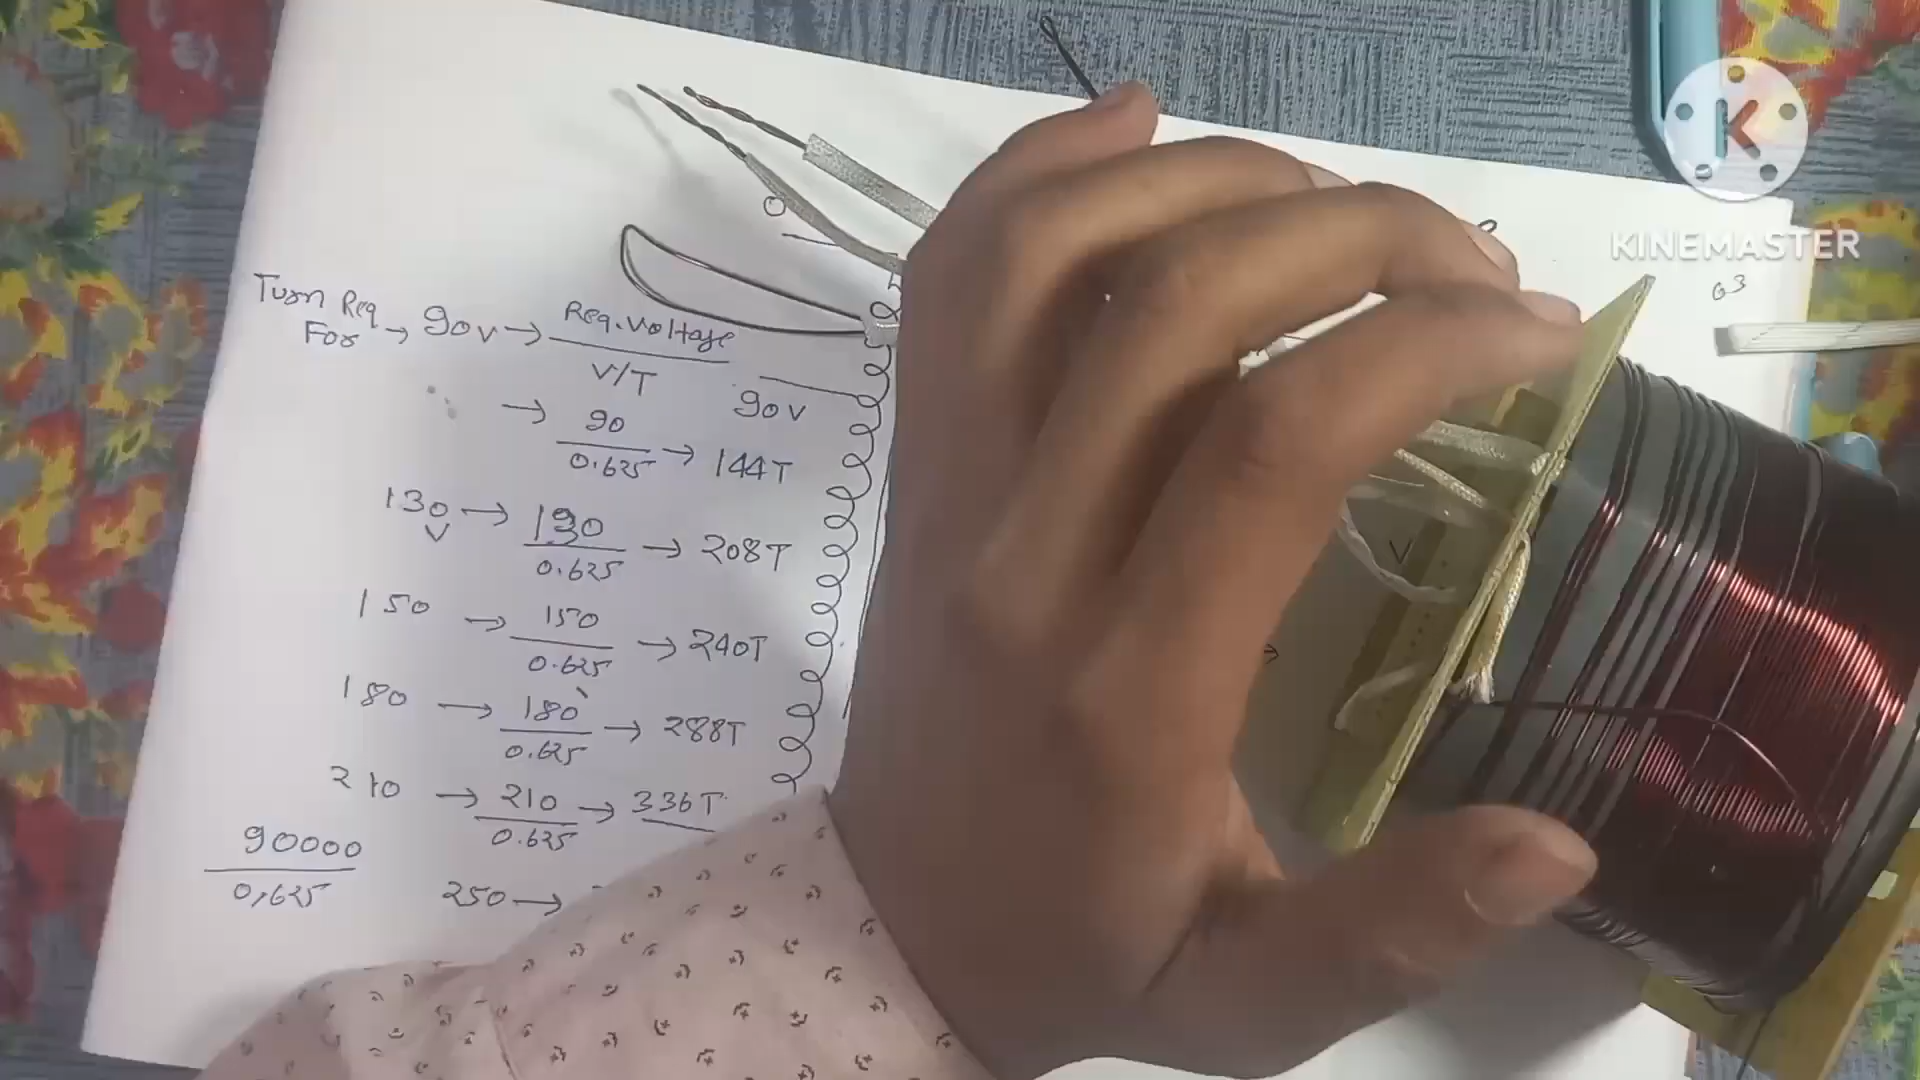 Turn Req
For → 90v → Req. Voltage / V/T
→ 90 / 0.625 → 144T
90v
130 V → 130 / 0.625 → 208T
150 → 150 / 0.625 → 240T
180 → 180 / 0.625 → 288T
210 → 210 / 0.625 → 336T
90000 / 0,625
250 →
0
V
KINEMASTER
K